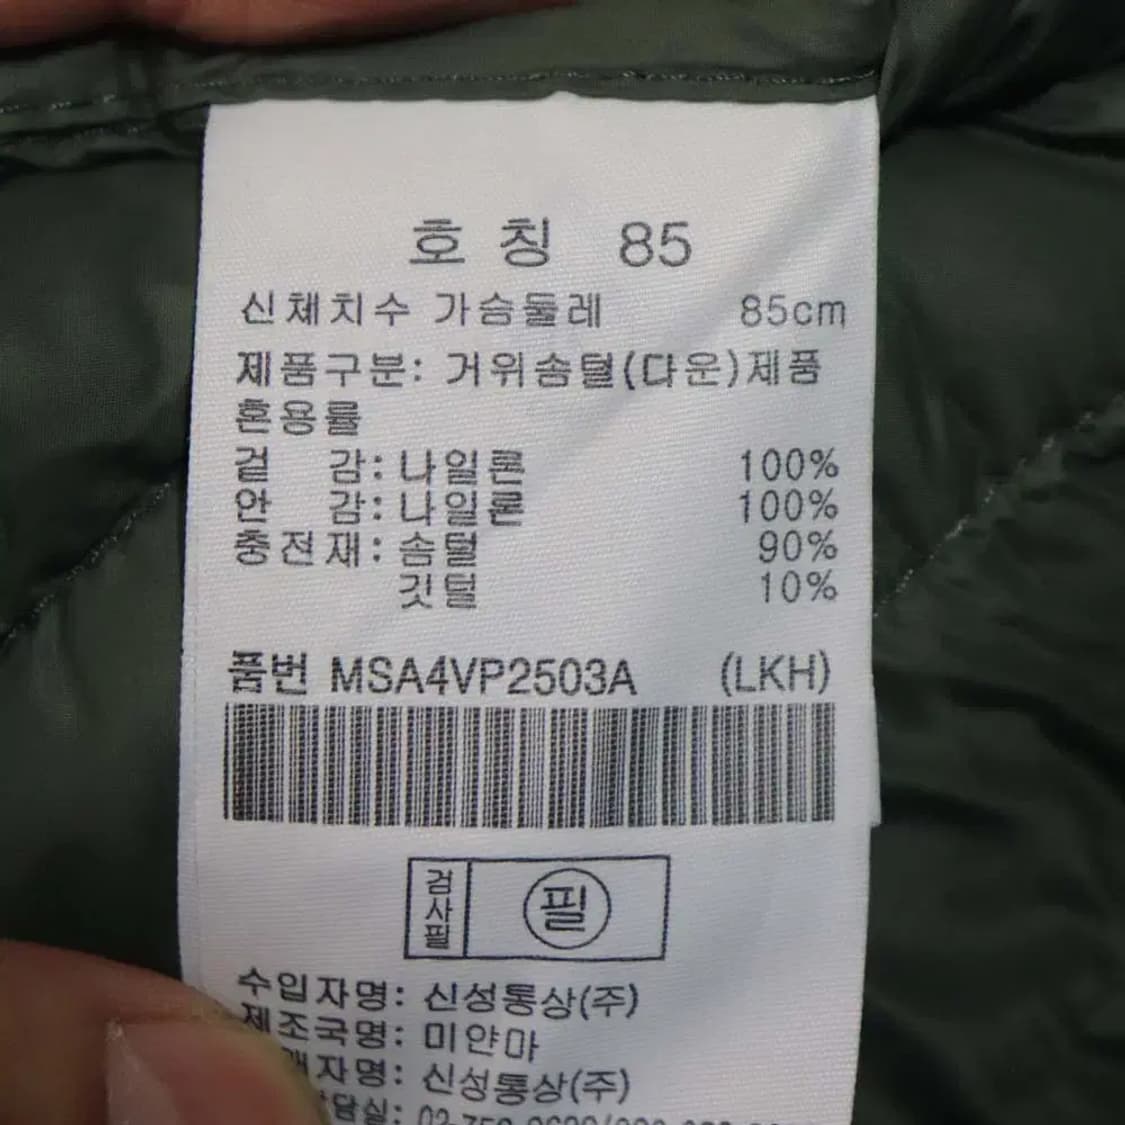 호칭 85
신체치수 가슴둘레 85cm
제품구분: 거위솜털(다운)제품
혼용률
겉 감: 나일론 100%
안 감: 나일론 100%
충전재: 솜털 90%
깃털 10%
품번 MSA4VP2503A (LKH)
검사필 필
수입자명: 신성통상(주)
제조국명: 미얀마
자명: 신성통상(주)
담실: